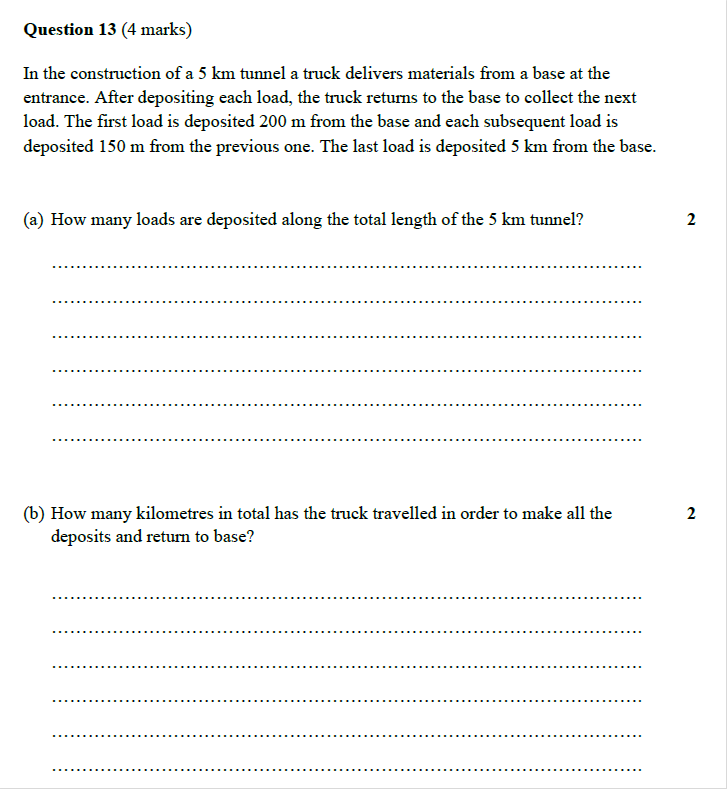 Question 13 (4 marks)
In the construction of a 5 km tunnel a truck delivers materials from a base at the
entrance. After depositing each load, the truck returns to the base to collect the next
load. The first load is deposited 200 m from the base and each subsequent load is
deposited 150 m from the previous one. The last load is deposited 5 km from the base.
(a) How many loads are deposited along the total length of the 5 km tunnel? 2
(b) How many kilometres in total has the truck travelled in order to make all the 2
deposits and return to base?